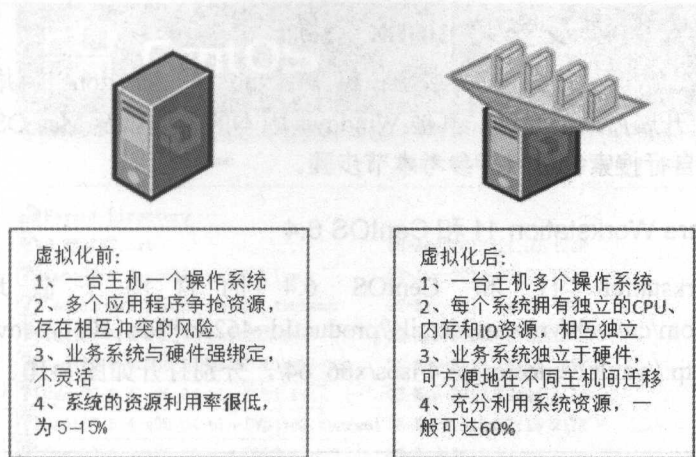 虚拟化前:
1、 一台主机一个操作系统
2、多个应用程序争抢资源,
存在相互冲突的风险
3、业务系统与硬件强绑定,
不灵活
4、系统的资源利用率很低,
为5-15%
虚拟化后:
1、 一台主机多个操作系统
2、每个系统拥有独立的CPU、
内存和IO资源, 相互独立
3、业务系统独立于硬件,
可方便地在不同主机间迁移
4、充分利用系统资源, 一
般可达60%